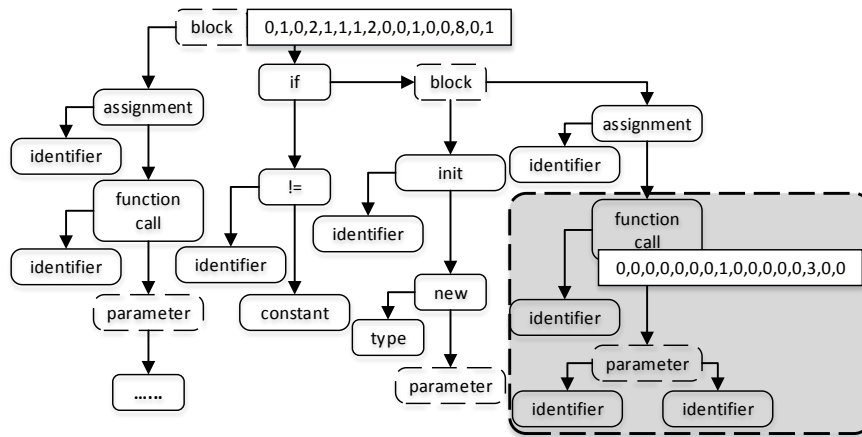 block
0,1,0,2,1,1,1,2,0,0,1,0,0,8,0,1
if
block
assignment
assignment
identifier
identifier
!=
init
function
call
function
call
identifier
identifier
identifier
0,0,0,0,0,0,0,1,0,0,0,0,0,3,0,0
new
parameter
constant
identifier
type
parameter
parameter
......
identifier
identifier